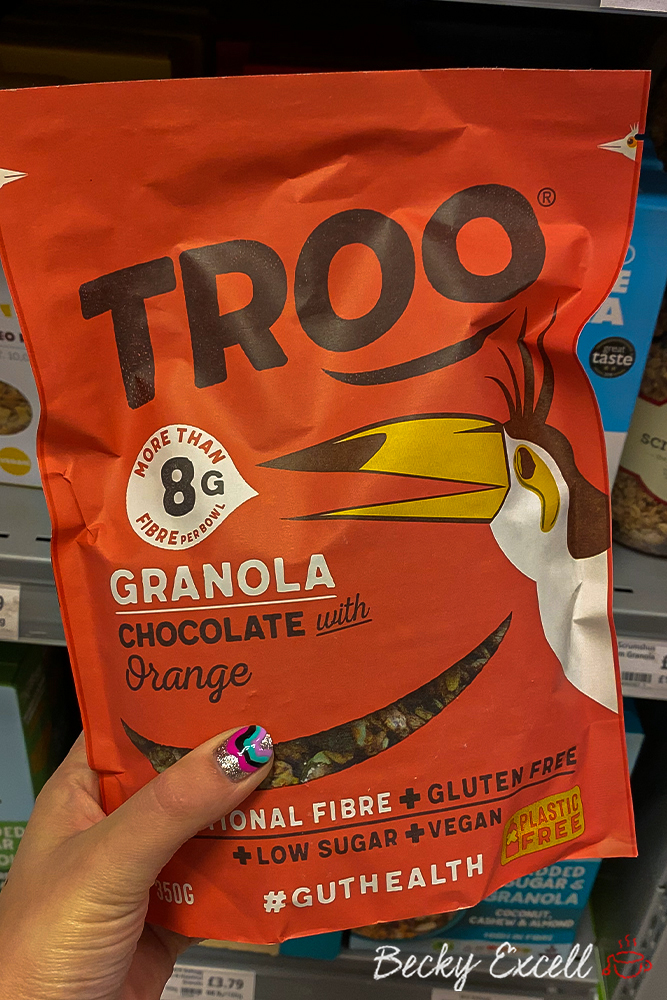 TROO®
MORE THAN
8G
FIBRE PER BOWL
GRANOLA
CHOCOLATE with
Orange
TIONAL FIBRE + GLUTEN FREE
+ LOW SUGAR + VEGAN
PLASTIC
FREE
#GUTHEALTH
350G
great
taste
SUGAR &
GRANOLA
COCONUT,
CASHEW & ALMOND
£3.79
Becky Excell